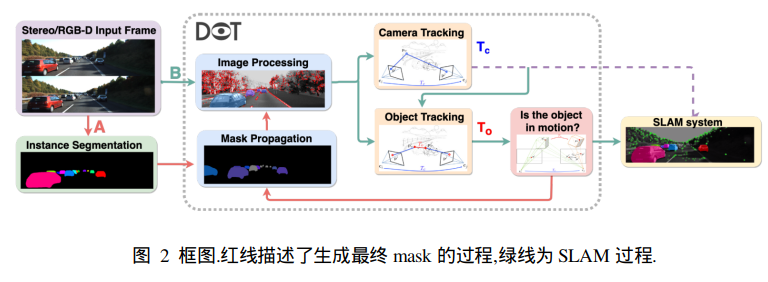 DOT
Stereo/RGB-D Input Frame
Camera Tracking
Tc
B
Image Processing
A
Object Tracking
To
Is the object
in motion?
SLAM system
Instance Segmentation
Mask Propagation
图 2 框图.红线描述了生成最终 mask 的过程,绿线为 SLAM 过程.